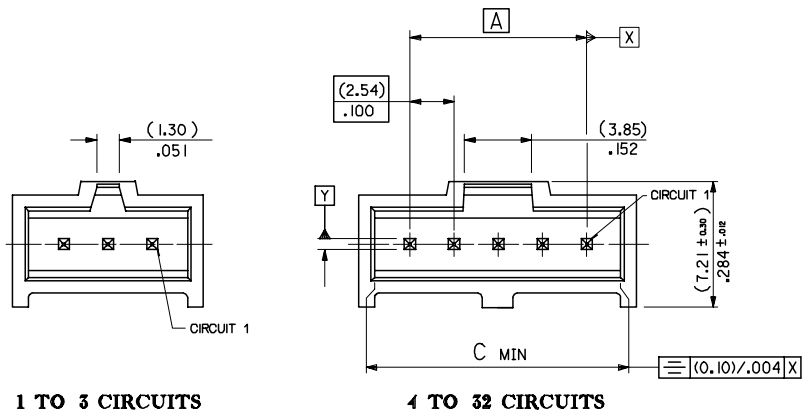 A
X
(2.54)
.100
(1.30)
.051
(3.85)
.152
Y
CIRCUIT 1
(7.21 ± 0.30)
.284 ± .012
CIRCUIT 1
C MIN
(0.10)/.004 X
1 TO 3 CIRCUITS
4 TO 32 CIRCUITS